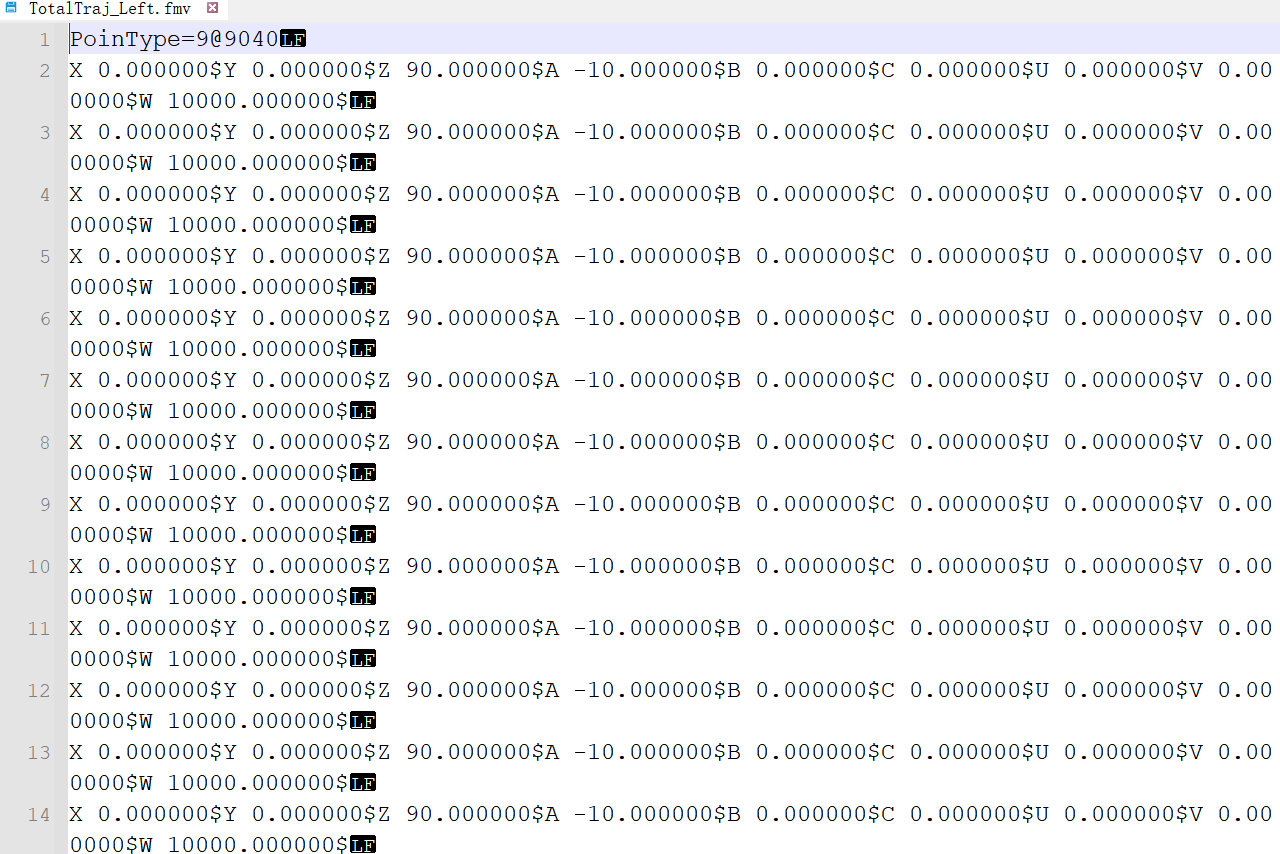 TotalTraj_Left.fmv
1 PoinType=9@9040LF
2 X 0.000000$Y 0.000000$Z 90.000000$A -10.000000$B 0.000000$C 0.000000$U 0.000000$V 0.00
0000$W 10000.000000$LF
3 X 0.000000$Y 0.000000$Z 90.000000$A -10.000000$B 0.000000$C 0.000000$U 0.000000$V 0.00
0000$W 10000.000000$LF
4 X 0.000000$Y 0.000000$Z 90.000000$A -10.000000$B 0.000000$C 0.000000$U 0.000000$V 0.00
0000$W 10000.000000$LF
5 X 0.000000$Y 0.000000$Z 90.000000$A -10.000000$B 0.000000$C 0.000000$U 0.000000$V 0.00
0000$W 10000.000000$LF
6 X 0.000000$Y 0.000000$Z 90.000000$A -10.000000$B 0.000000$C 0.000000$U 0.000000$V 0.00
0000$W 10000.000000$LF
7 X 0.000000$Y 0.000000$Z 90.000000$A -10.000000$B 0.000000$C 0.000000$U 0.000000$V 0.00
0000$W 10000.000000$LF
8 X 0.000000$Y 0.000000$Z 90.000000$A -10.000000$B 0.000000$C 0.000000$U 0.000000$V 0.00
0000$W 10000.000000$LF
9 X 0.000000$Y 0.000000$Z 90.000000$A -10.000000$B 0.000000$C 0.000000$U 0.000000$V 0.00
0000$W 10000.000000$LF
10 X 0.000000$Y 0.000000$Z 90.000000$A -10.000000$B 0.000000$C 0.000000$U 0.000000$V 0.00
0000$W 10000.000000$LF
11 X 0.000000$Y 0.000000$Z 90.000000$A -10.000000$B 0.000000$C 0.000000$U 0.000000$V 0.00
0000$W 10000.000000$LF
12 X 0.000000$Y 0.000000$Z 90.000000$A -10.000000$B 0.000000$C 0.000000$U 0.000000$V 0.00
0000$W 10000.000000$LF
13 X 0.000000$Y 0.000000$Z 90.000000$A -10.000000$B 0.000000$C 0.000000$U 0.000000$V 0.00
0000$W 10000.000000$LF
14 X 0.000000$Y 0.000000$Z 90.000000$A -10.000000$B 0.000000$C 0.000000$U 0.000000$V 0.00
0000$W 10000.000000$LF